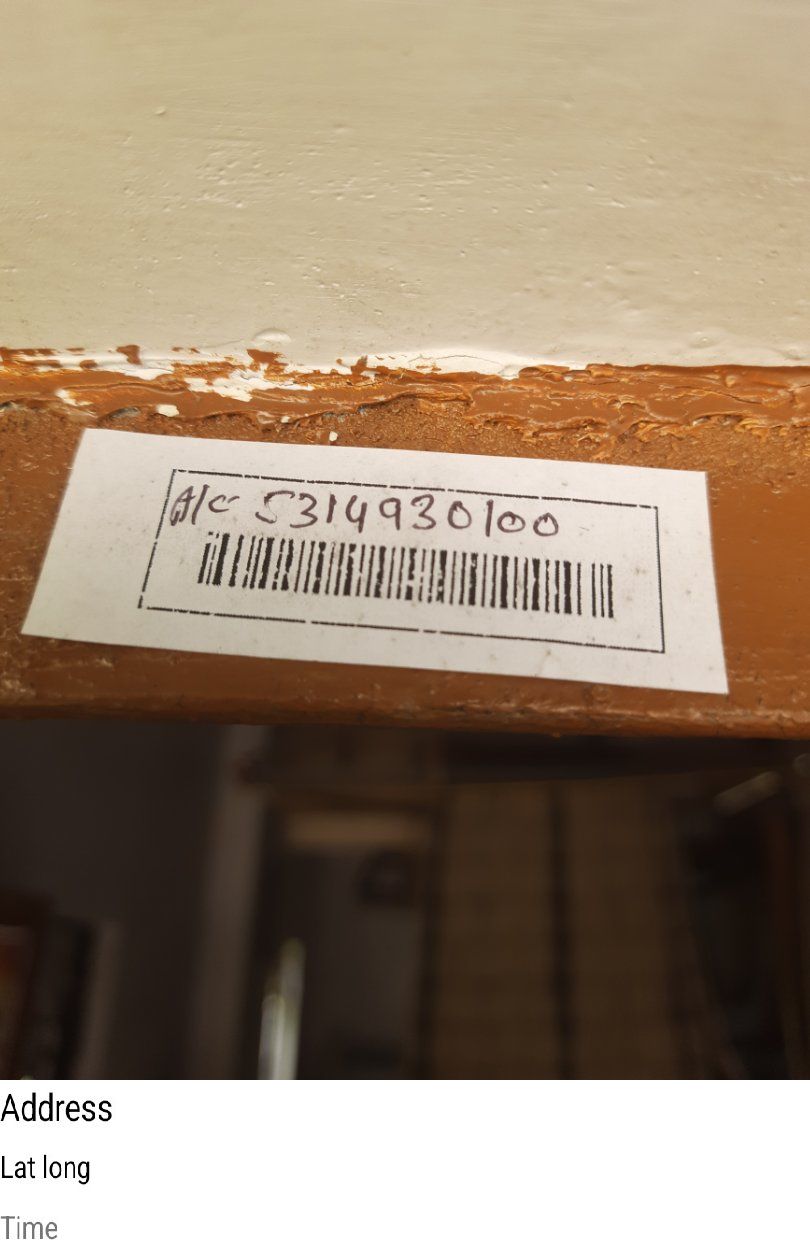 A/c 5314930100
Address
Lat long
Time